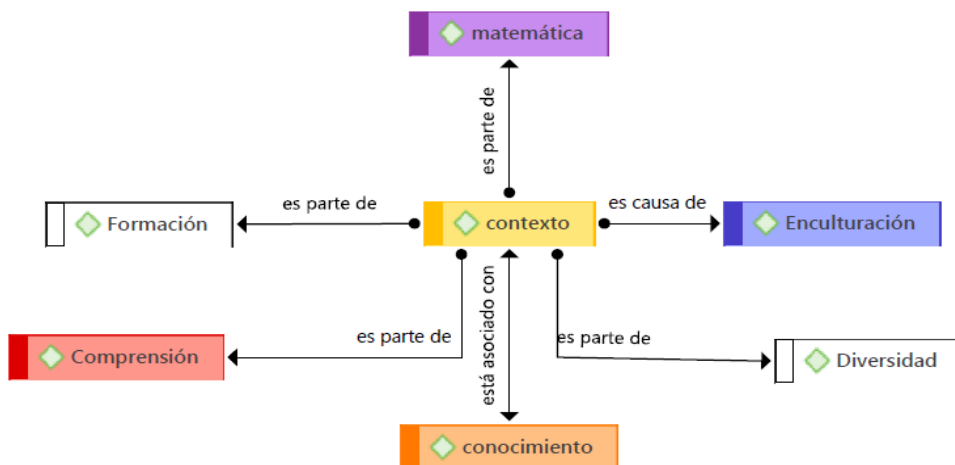 matemática
es parte de
es parte de
es causa de
Formación
contexto
Enculturación
está asociado con
es parte de
es parte de
Comprensión
Diversidad
conocimiento